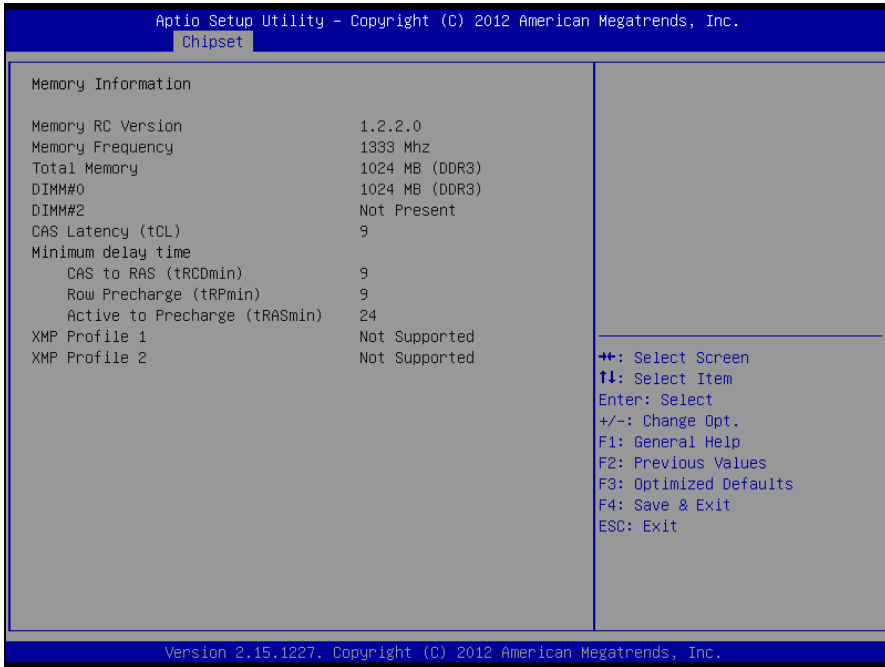 Aptio Setup Utility – Copyright (C) 2012 American Megatrends, Inc.
Chipset
Memory Information
Memory RC Version 1.2.2.0
Memory Frequency 1333 Mhz
Total Memory 1024 MB (DDR3)
DIMM#0 1024 MB (DDR3)
DIMM#2 Not Present
CAS Latency (tCL) 9
Minimum delay time
CAS to RAS (tRCDmin) 9
Row Precharge (tRPmin) 9
Active to Precharge (tRASmin) 24
XMP Profile 1 Not Supported
XMP Profile 2 Not Supported
→←: Select Screen
↑↓: Select Item
Enter: Select
+/-: Change Opt.
F1: General Help
F2: Previous Values
F3: Optimized Defaults
F4: Save & Exit
ESC: Exit
Version 2.15.1227. Copyright (C) 2012 American Megatrends, Inc.